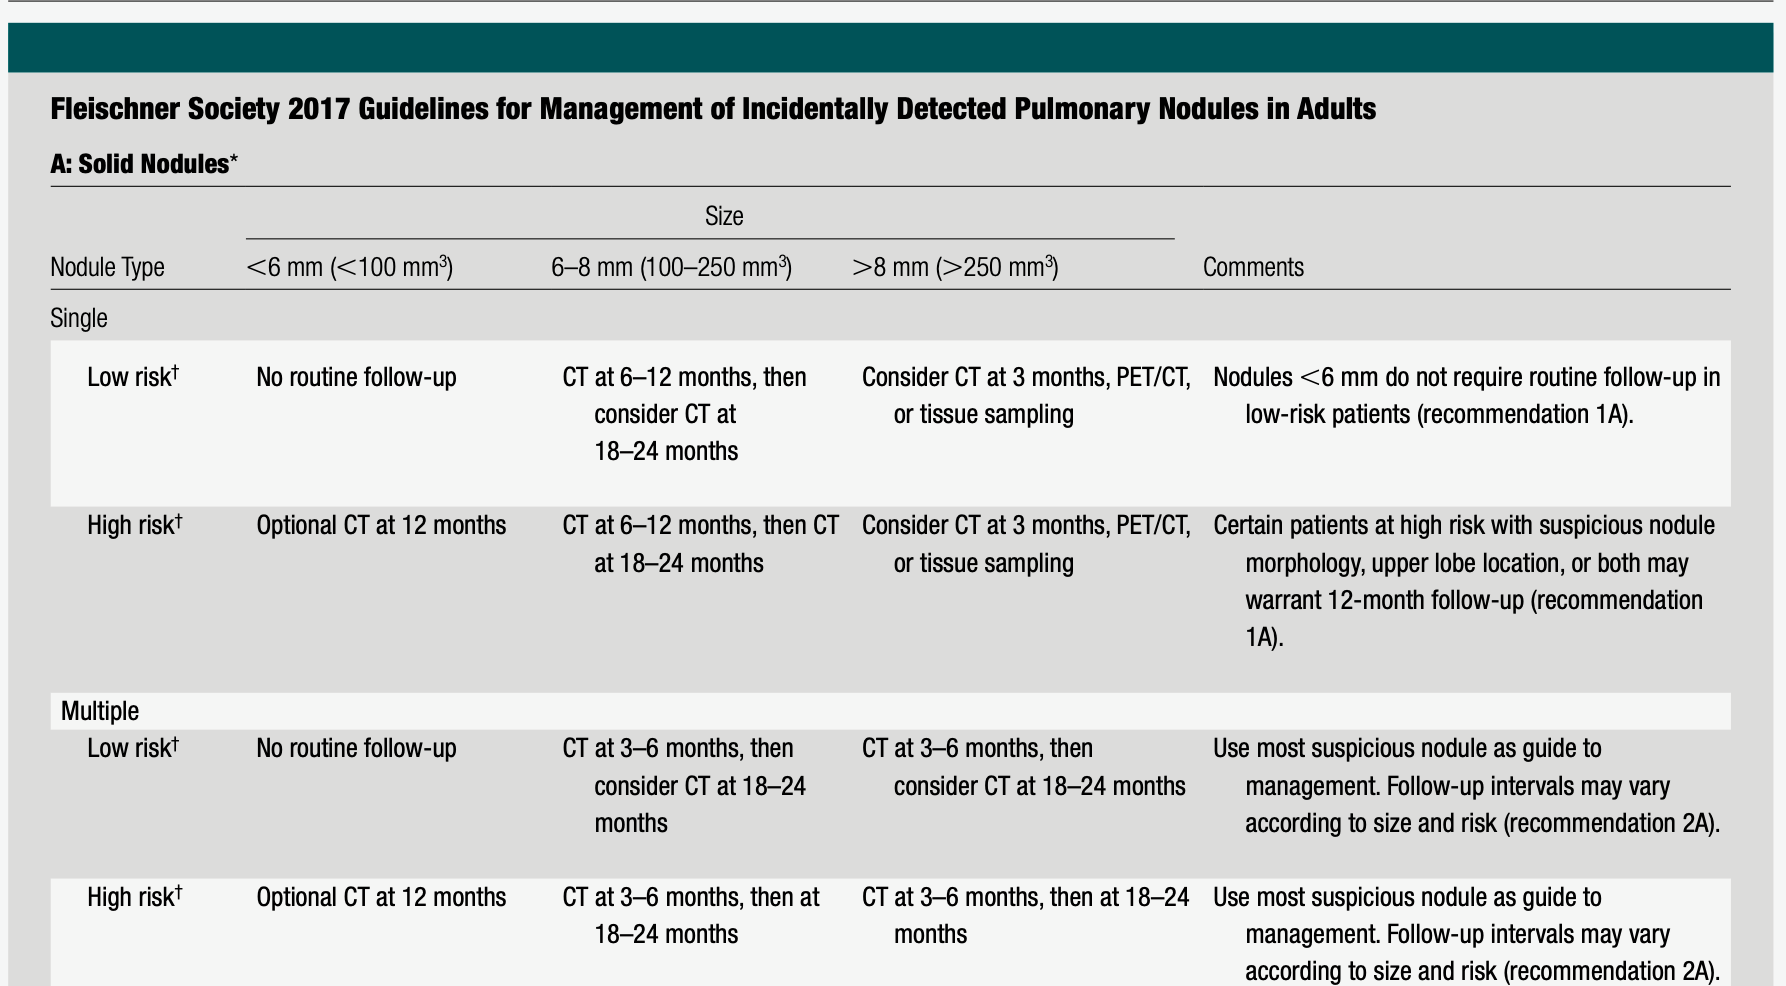 Fleischner Society 2017 Guidelines for Management of Incidentally Detected Pulmonary Nodules in Adults
A: Solid Nodules*
Size
Nodule Type <6 mm (<100 mm³) 6–8 mm (100–250 mm³) >8 mm (>250 mm³) Comments
Single
Low risk† No routine follow-up CT at 6–12 months, then Consider CT at 3 months, PET/CT, Nodules <6 mm do not require routine follow-up in
consider CT at or tissue sampling low-risk patients (recommendation 1A).
18–24 months
High risk† Optional CT at 12 months CT at 6–12 months, then CT Consider CT at 3 months, PET/CT, Certain patients at high risk with suspicious nodule
at 18–24 months or tissue sampling morphology, upper lobe location, or both may
warrant 12-month follow-up (recommendation
1A).
Multiple
Low risk† No routine follow-up CT at 3–6 months, then CT at 3–6 months, then Use most suspicious nodule as guide to
consider CT at 18–24 consider CT at 18–24 months management. Follow-up intervals may vary
months according to size and risk (recommendation 2A).
High risk† Optional CT at 12 months CT at 3–6 months, then at CT at 3–6 months, then at 18–24 Use most suspicious nodule as guide to
18–24 months months management. Follow-up intervals may vary
according to size and risk (recommendation 2A).